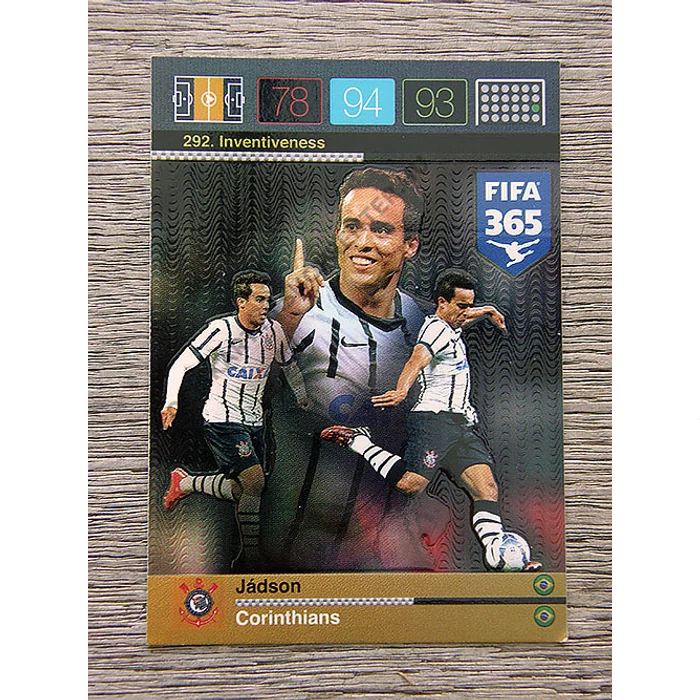 78 94 93
292. Inventiveness
FIFA
365
CAIXA
Jádson
Corinthians